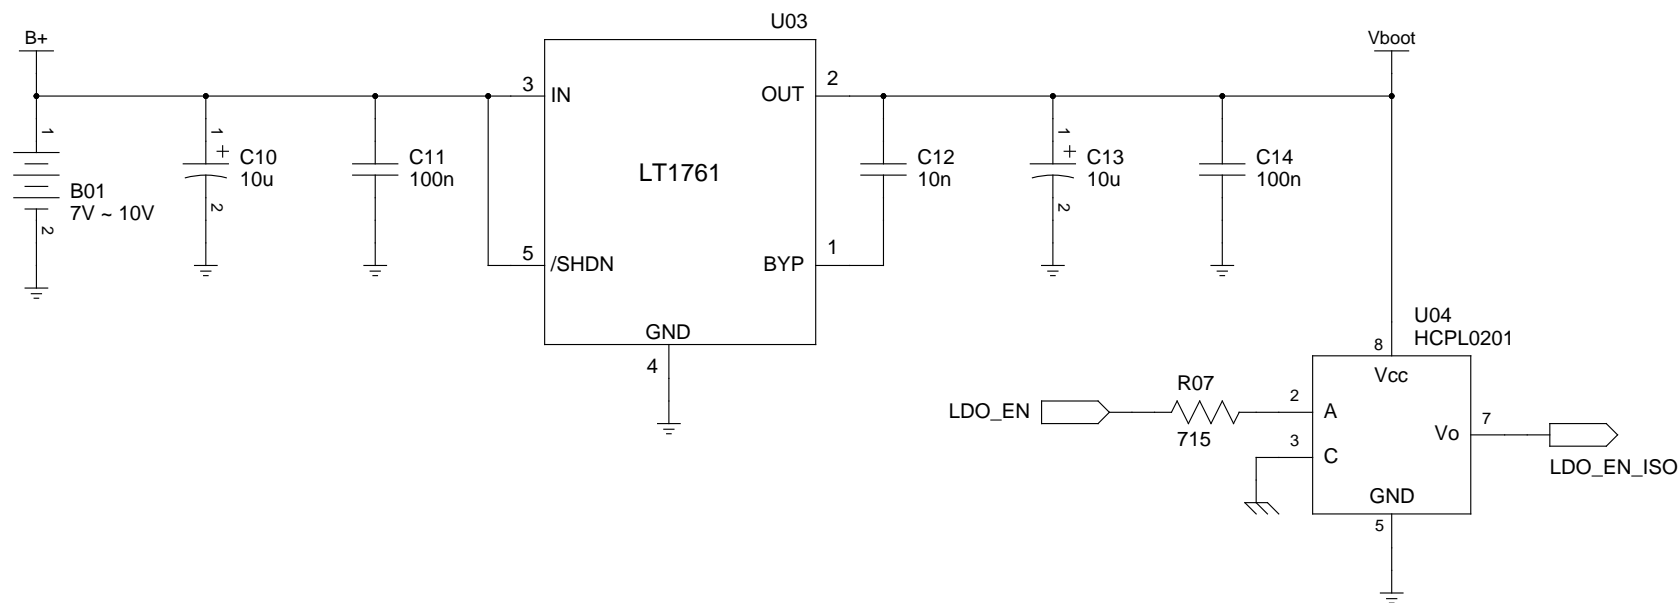 U03
B+
Vboot
3
IN
OUT
2
1
2
B01
7V ~ 10V
1
+
2
C10
10u
C11
100n
LT1761
C12
10n
1
+
2
C13
10u
C14
100n
5
/SHDN
BYP
1
GND
4
U04
HCPL0201
8
Vcc
LDO_EN
R07
715
2
A
3
C
Vo
7
LDO_EN_ISO
GND
5